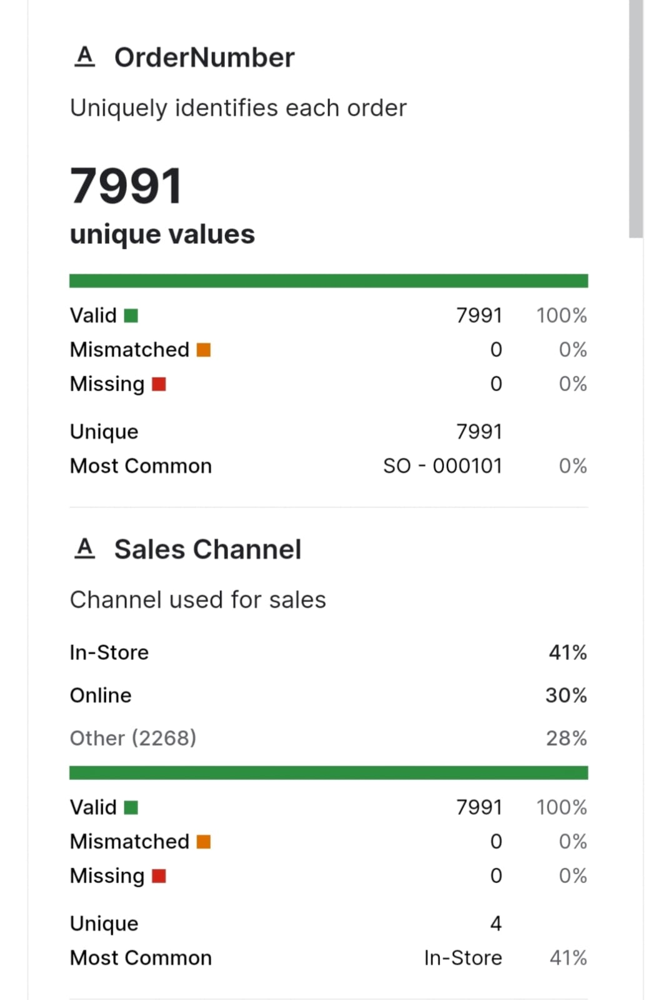 A OrderNumber
Uniquely identifies each order
7991
unique values
Valid 7991 100%
Mismatched 0 0%
Missing 0 0%
Unique 7991
Most Common SO - 000101 0%
A Sales Channel
Channel used for sales
In-Store 41%
Online 30%
Other (2268) 28%
Valid 7991 100%
Mismatched 0 0%
Missing 0 0%
Unique 4
Most Common In-Store 41%